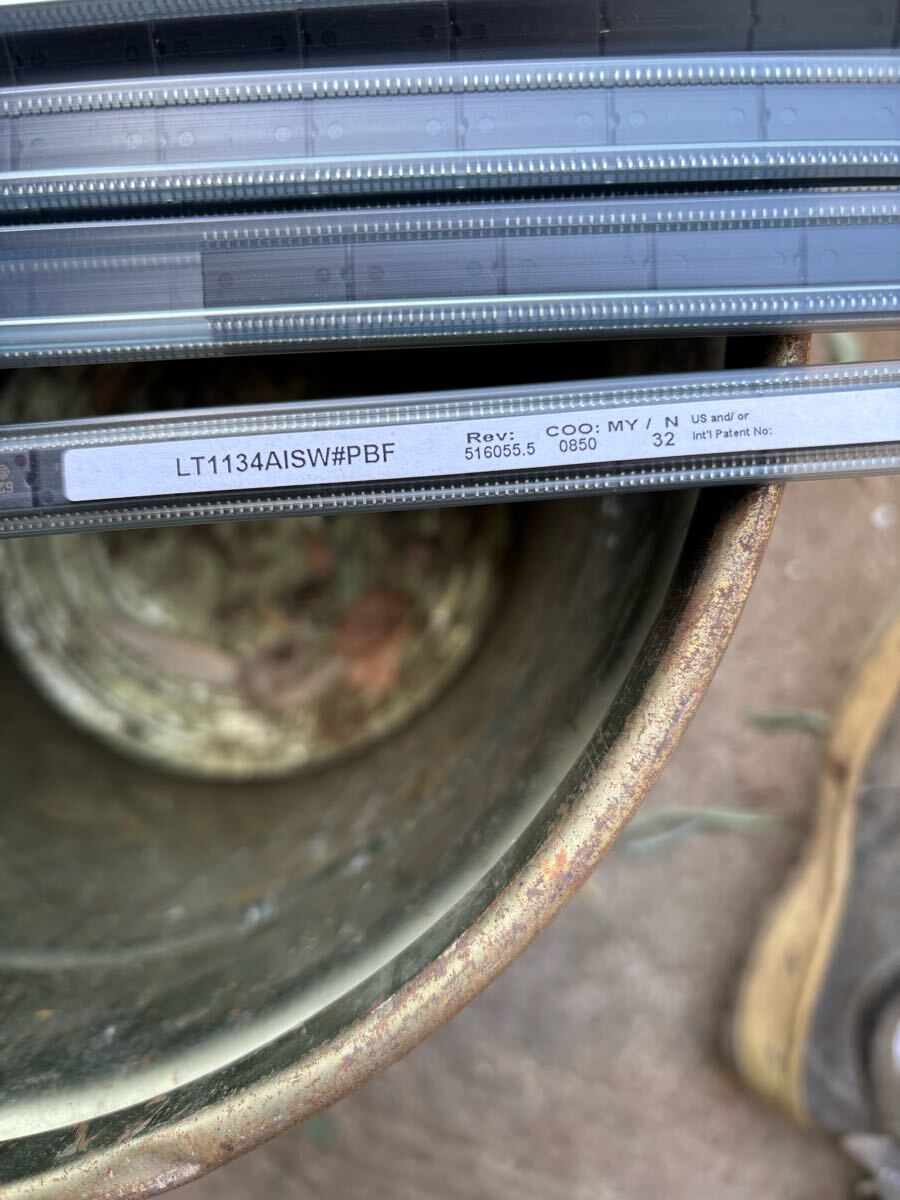 LT1134AISW#PBF
Rev:
516055.5
COO: MY / N
0850 32
US and/ or
Int'l Patent No: